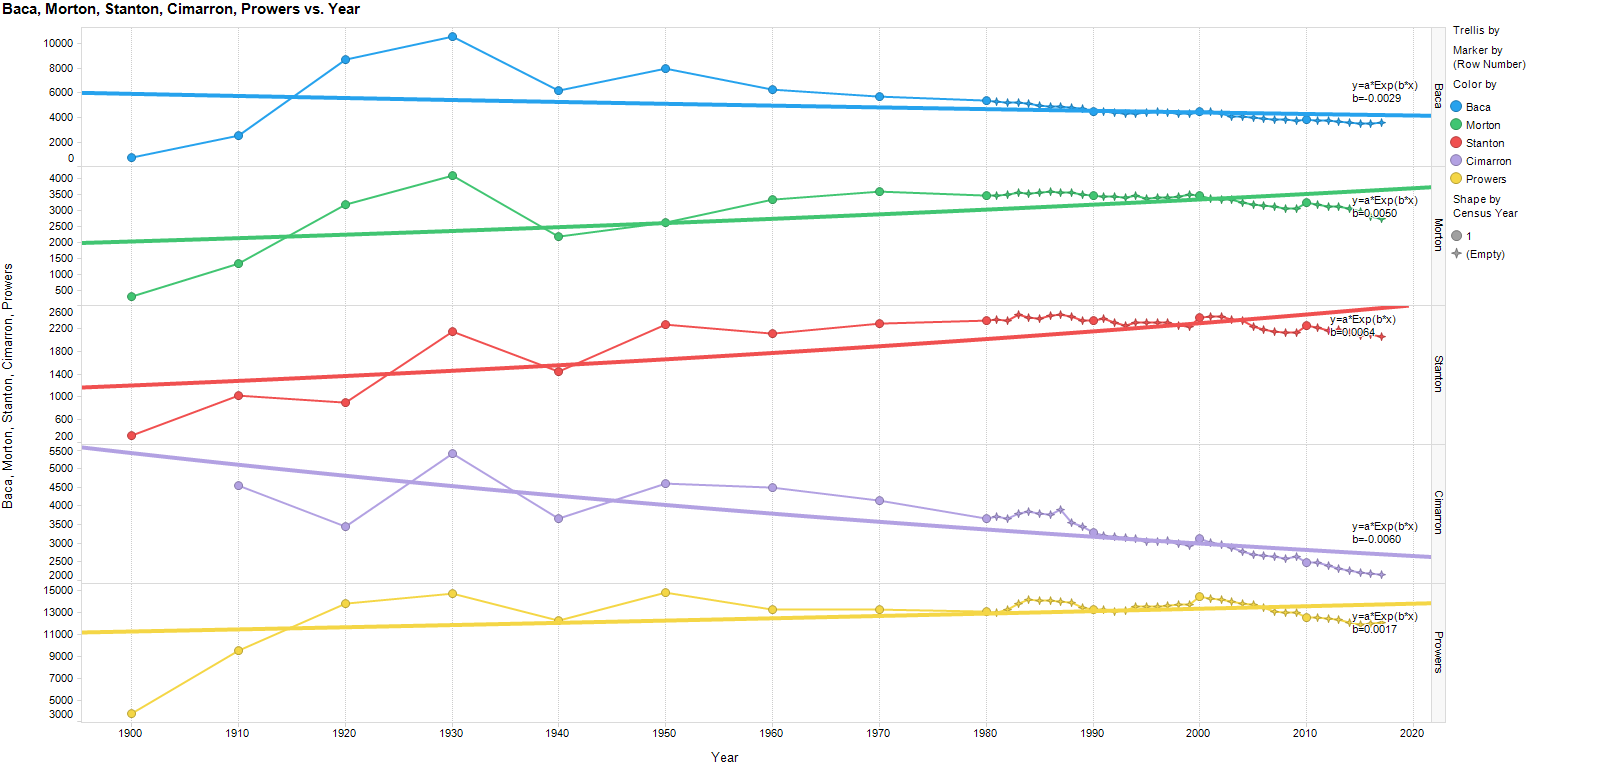 Baca, Morton, Stanton, Cimarron, Prowers vs. Year
Baca, Morton, Stanton, Cimarron, Prowers
10000
8000
6000
4000
2000
0
y=a*Exp(b*x)
b=-0.0029
Baca
4000
3500
3000
2500
2000
1500
1000
500
y=a*Exp(b*x)
b=0.0050
Morton
2600
2200
1800
1400
1000
600
200
y=a*Exp(b*x)
b=0.0064
Stanton
5500
5000
4500
4000
3500
3000
2500
2000
y=a*Exp(b*x)
b=-0.0060
Cimarron
15000
13000
11000
9000
7000
5000
3000
y=a*Exp(b*x)
b=0.0017
Prowers
1900 1910 1920 1930 1940 1950 1960 1970 1980 1990 2000 2010 2020
Year
Trellis by
Marker by
(Row Number)
Color by
Baca
Morton
Stanton
Cimarron
Prowers
Shape by
Census Year
1
(Empty)